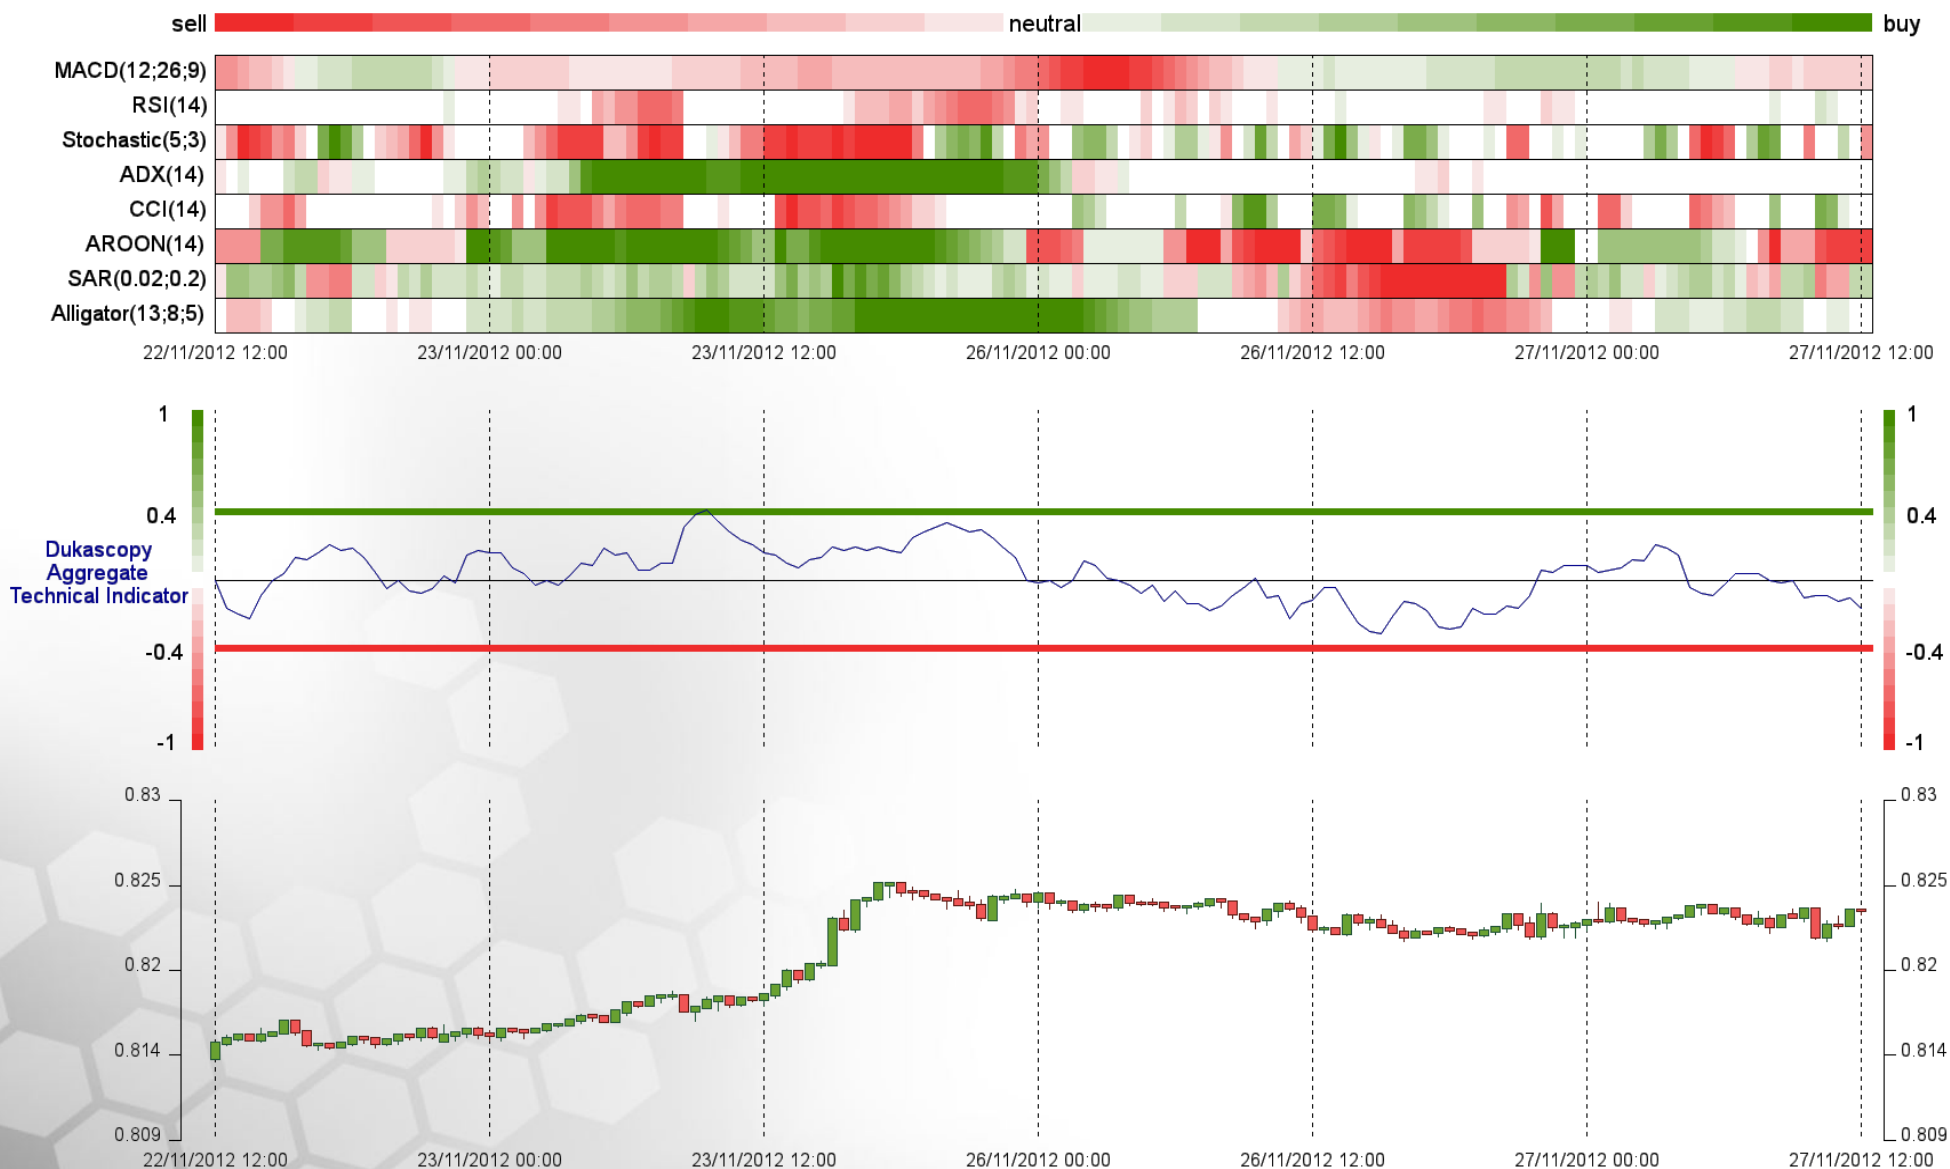 sell neutral buy
MACD(12;26;9)
RSI(14)
Stochastic(5;3)
ADX(14)
CCI(14)
AROON(14)
SAR(0.02;0.2)
Alligator(13;8;5)
22/11/2012 12:00 23/11/2012 00:00 23/11/2012 12:00 26/11/2012 00:00 26/11/2012 12:00 27/11/2012 00:00 27/11/2012 12:00
1 1
0.4 0.4
Dukascopy
Aggregate
Technical Indicator
-0.4 -0.4
-1 -1
0.83 0.83
0.825 0.825
0.82 0.82
0.814 0.814
0.809 0.809
22/11/2012 12:00 23/11/2012 00:00 23/11/2012 12:00 26/11/2012 00:00 26/11/2012 12:00 27/11/2012 00:00 27/11/2012 12:00